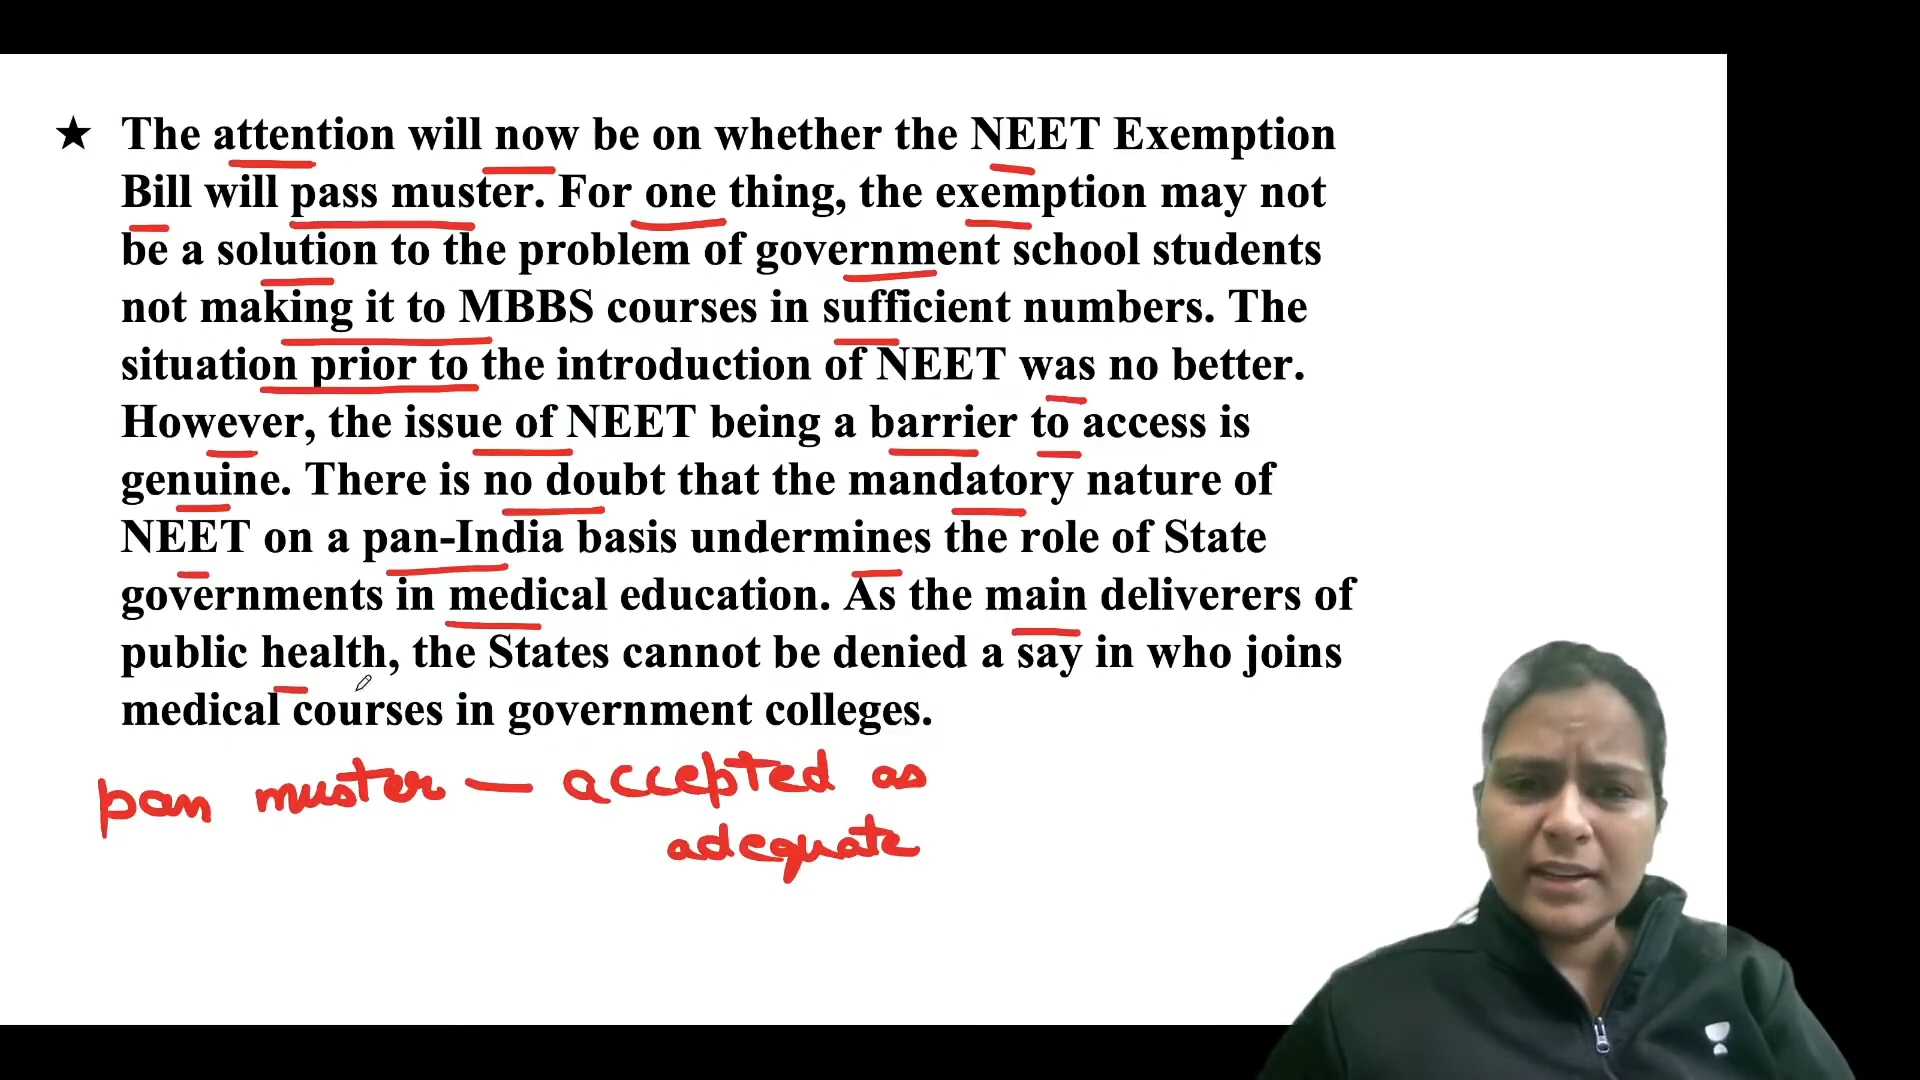 ★ The attention will now be on whether the NEET Exemption
Bill will pass muster. For one thing, the exemption may not
be a solution to the problem of government school students
not making it to MBBS courses in sufficient numbers. The
situation prior to the introduction of NEET was no better.
However, the issue of NEET being a barrier to access is
genuine. There is no doubt that the mandatory nature of
NEET on a pan-India basis undermines the role of State
governments in medical education. As the main deliverers of
public health, the States cannot be denied a say in who joins
medical courses in government colleges.
pass muster — accepted as
adequate